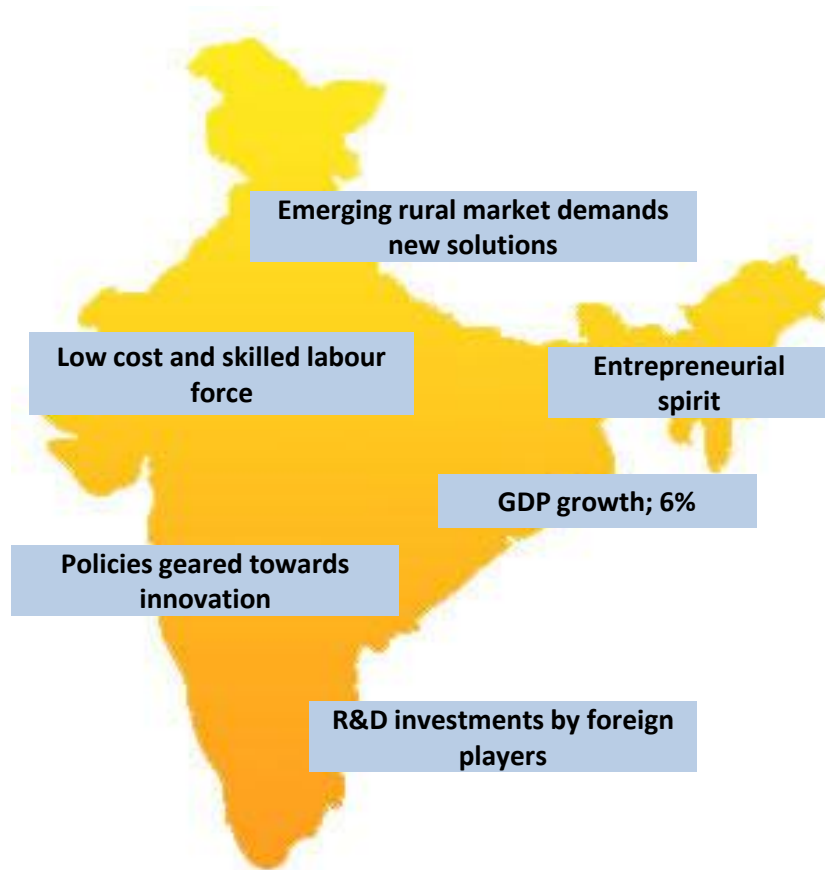 Emerging rural market demands
new solutions
Low cost and skilled labour
force
Entrepreneurial
spirit
GDP growth; 6%
Policies geared towards
innovation
R&D investments by foreign
players